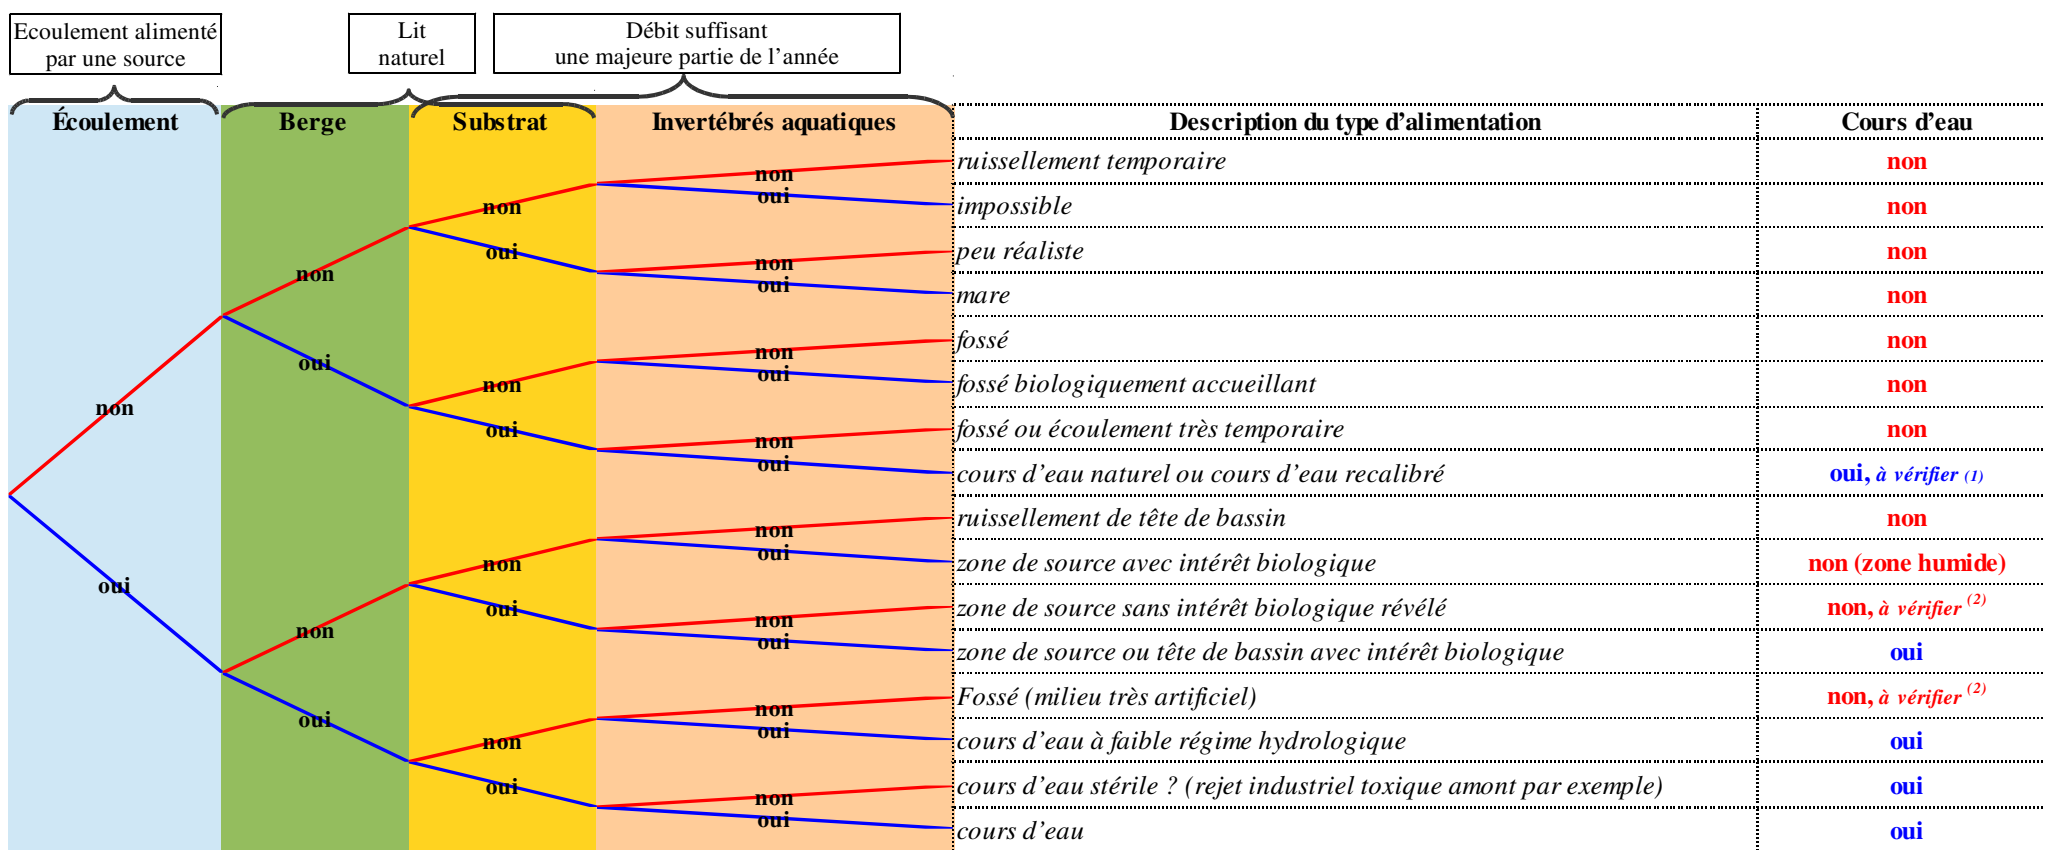 Ecoulement alimenté
par une source
Lit
naturel
Débit suffisant
une majeure partie de l'année
Écoulement Berge Substrat Invertébrés aquatiques Description du type d'alimentation Cours d'eau
non ruissellement temporaire non
non oui impossible non
oui non peu réaliste non
non oui mare non
non fossé non
oui non oui fossé biologiquement accueillant non
non oui non fossé ou écoulement très temporaire non
oui cours d'eau naturel ou cours d'eau recalibré oui, à vérifier (1)
non ruissellement de tête de bassin non
oui non oui zone de source avec intérêt biologique non (zone humide)
oui non zone de source sans intérêt biologique révélé non, à vérifier (2)
non oui zone de source ou tête de bassin avec intérêt biologique oui
non Fossé (milieu très artificiel) non, à vérifier (2)
oui non oui cours d'eau à faible régime hydrologique oui
oui non cours d'eau stérile ? (rejet industriel toxique amont par exemple) oui
oui cours d'eau oui